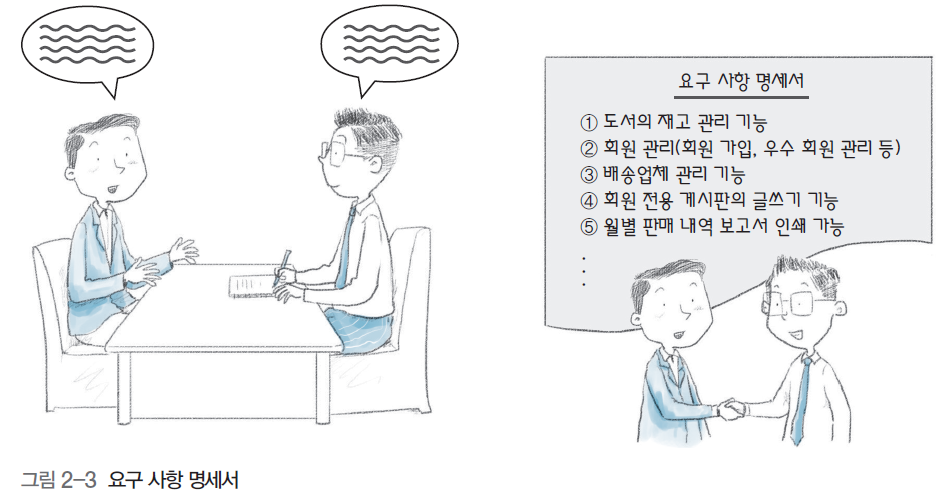 요구 사항 명세서
① 도서의 재고 관리 기능
② 회원 관리(회원 가입, 우수 회원 관리 등)
③ 배송업체 관리 기능
④ 회원 전용 게시판의 글쓰기 기능
⑤ 월별 판매 내역 보고서 인쇄 가능
그림 2-3 요구 사항 명세서